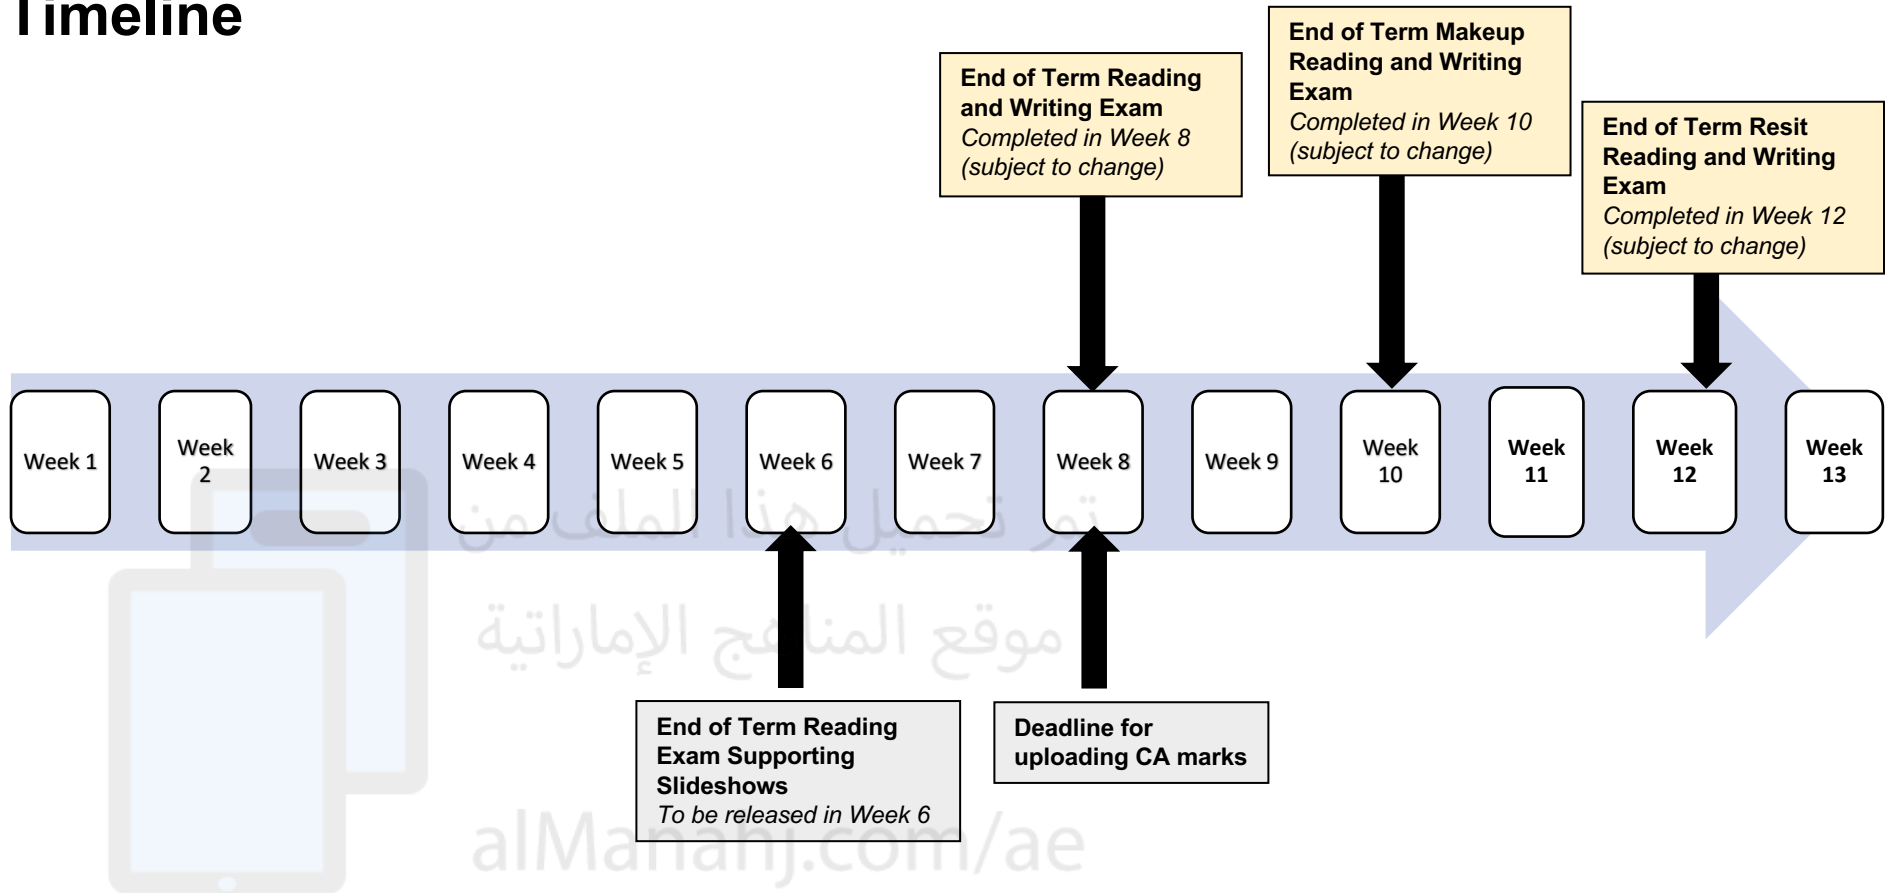 Timeline
End of Term Reading
and Writing Exam
Completed in Week 8
(subject to change)
End of Term Makeup
Reading and Writing
Exam
Completed in Week 10
(subject to change)
End of Term Resit
Reading and Writing
Exam
Completed in Week 12
(subject to change)
Week 1
Week
2
Week 3
Week 4
Week 5
Week 6
Week 7
Week 8
Week 9
Week
10
Week
11
Week
12
Week
13
تم تحميل هذا الملف من
موقع المناهج الإماراتية
End of Term Reading
Exam Supporting
Slideshows
To be released in Week 6
Deadline for
uploading CA marks
alManahj.com/ae